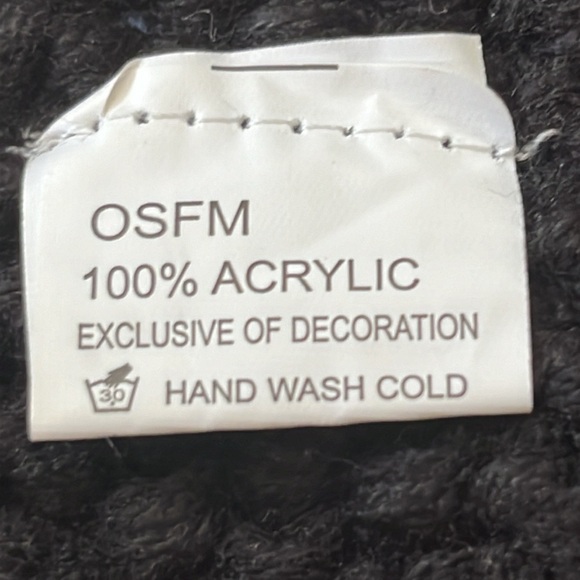 OSFM
100% ACRYLIC
EXCLUSIVE OF DECORATION
30 HAND WASH COLD